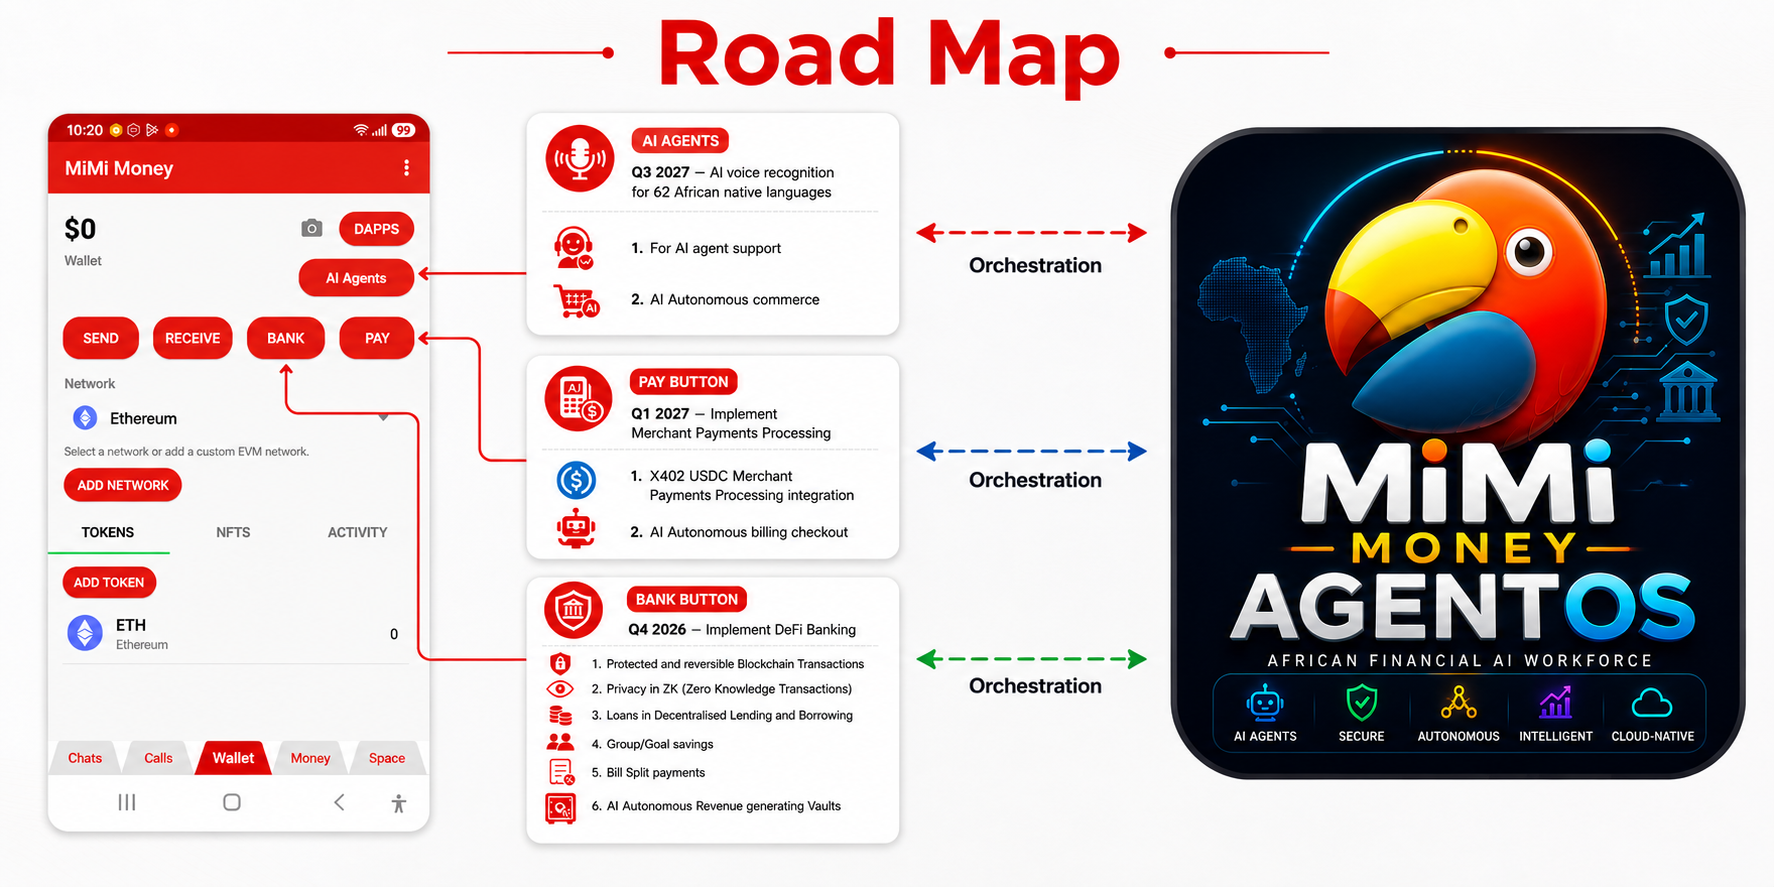 Road Map
10:20
99
MiMi Money
$0
Wallet
DAPPS
AI Agents
SEND
RECEIVE
BANK
PAY
Network
Ethereum
Select a network or add a custom EVM network.
ADD NETWORK
TOKENS
NFTS
ACTIVITY
ADD TOKEN
ETH
Ethereum
0
Chats
Calls
Wallet
Money
Space
AI AGENTS
Q3 2027 – AI voice recognition
for 62 African native languages
1. For AI agent support
AI
2. AI Autonomous commerce
PAY BUTTON
Q1 2027 – Implement
Merchant Payments Processing
1. X402 USDC Merchant
Payments Processing integration
2. AI Autonomous billing checkout
BANK BUTTON
Q4 2026 – Implement DeFi Banking
1. Protected and reversible Blockchain Transactions
2. Privacy in ZK (Zero Knowledge Transactions)
3. Loans in Decentralised Lending and Borrowing
4. Group/Goal savings
5. Bill Split payments
6. AI Autonomous Revenue generating Vaults
Orchestration
Orchestration
Orchestration
MiMi
MONEY
AGENTOS
AFRICAN FINANCIAL AI WORKFORCE
AI AGENTS
SECURE
AUTONOMOUS
INTELLIGENT
CLOUD-NATIVE